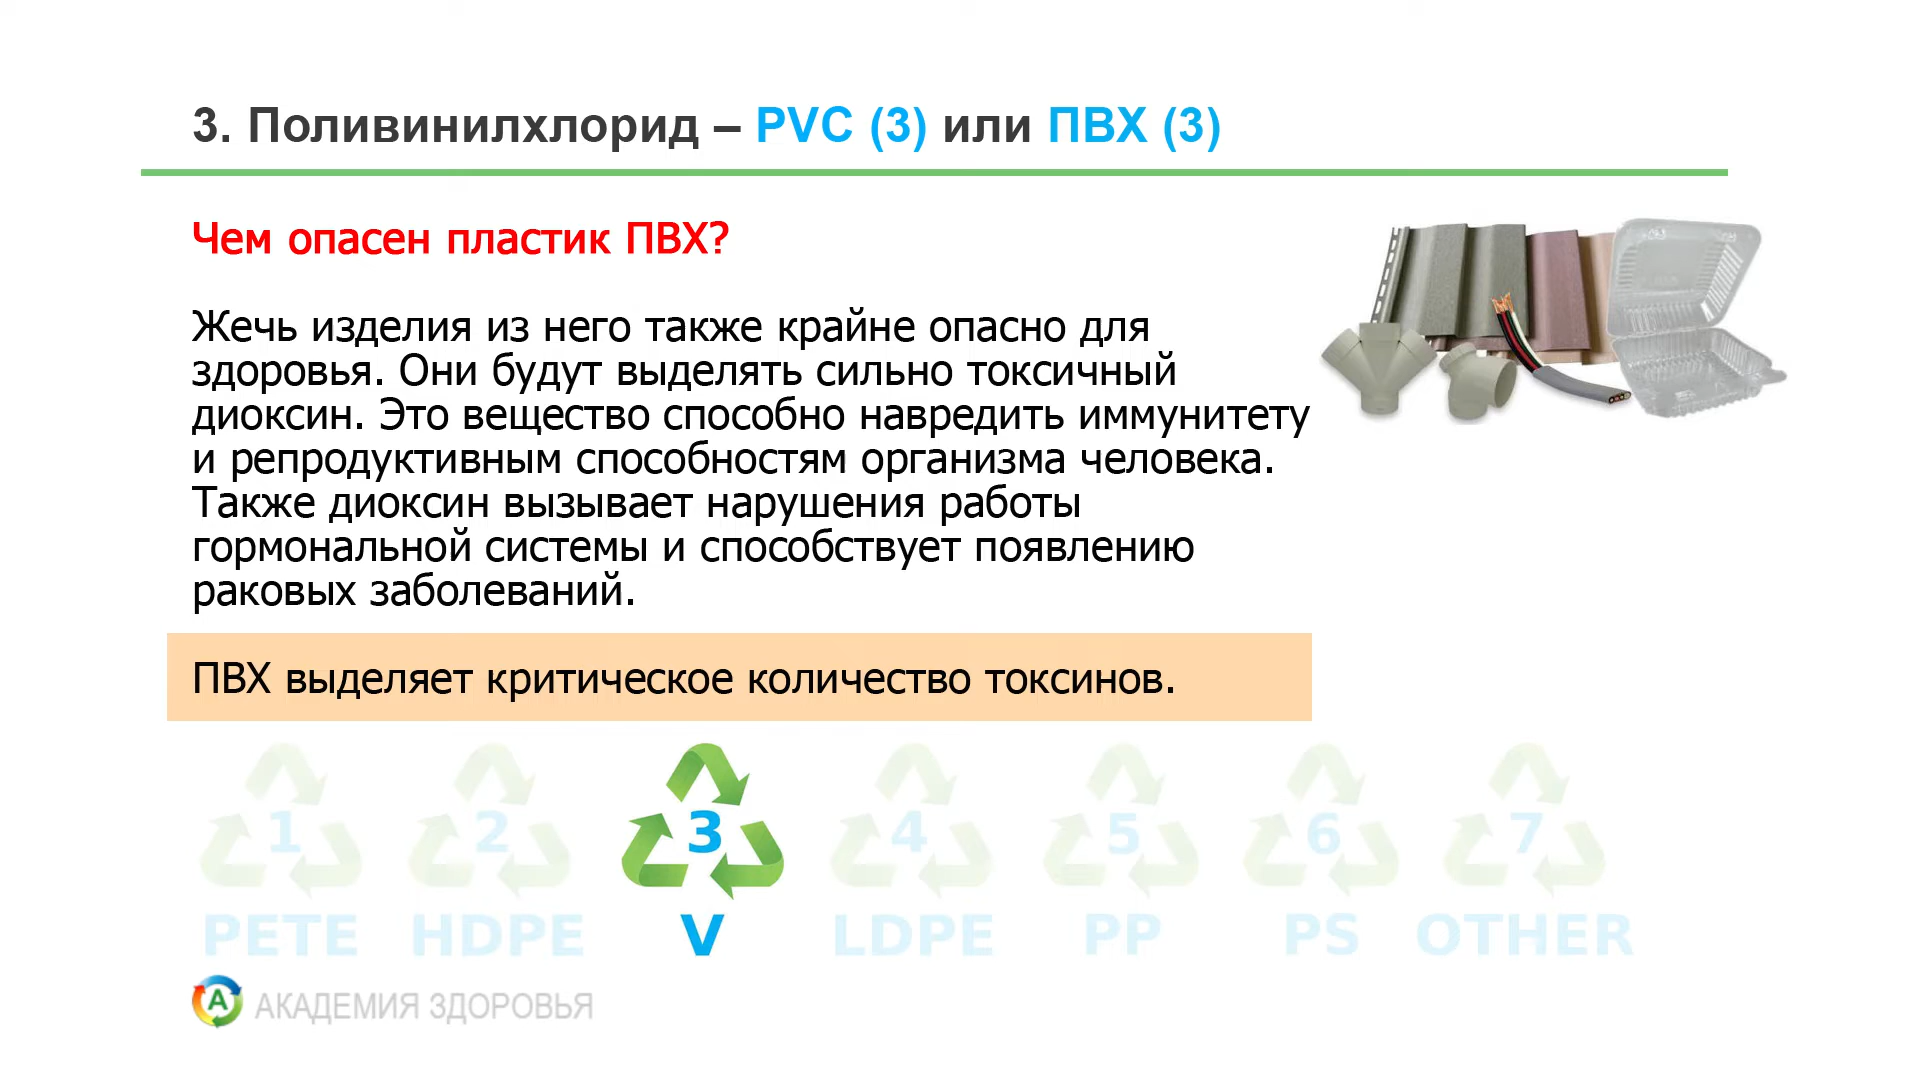 3. Поливинилхлорид – PVC (3) или ПВХ (3)
Чем опасен пластик ПВХ?
Жечь изделия из него также крайне опасно для
здоровья. Они будут выделять сильно токсичный
диоксин. Это вещество способно навредить иммунитету
и репродуктивным способностям организма человека.
Также диоксин вызывает нарушения работы
гормональной системы и способствует появлению
раковых заболеваний.
ПВХ выделяет критическое количество токсинов.
1 2 3 4 5 6 7
PETE HDPE V LDPE PP PS OTHER
А АКАДЕМИЯ ЗДОРОВЬЯ